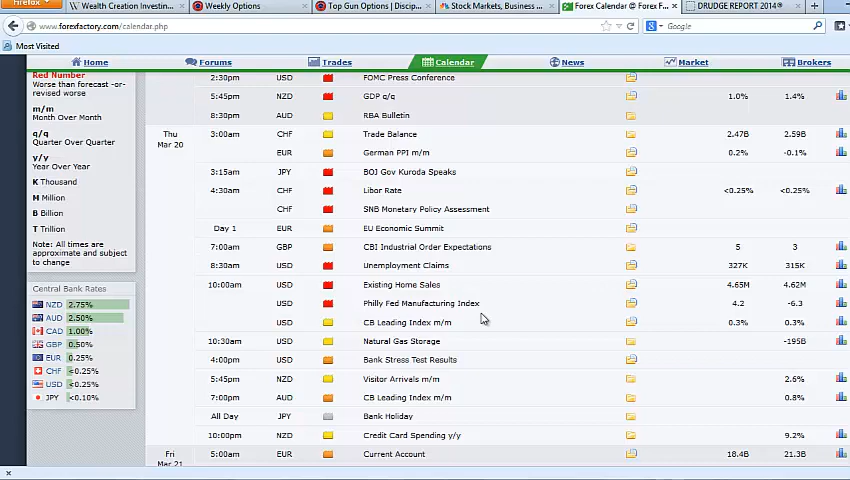 Firefox
Wealth Creation Investin...
Weekly Options
Top Gun Options | Discip...
Stock Markets, Business ...
Forex Calendar @ Forex F...
DRUDGE REPORT 2014®
www.forexfactory.com/calendar.php
Google
Most Visited
Home Forums Trades Calendar News Market Brokers
Red Number
Worse than forecast -or-
revised worse
m/m
Month Over Month
q/q
Quarter Over Quarter
y/y
Year Over Year
K Thousand
M Million
B Billion
T Trillion
Note: All times are
approximate and subject
to change
Central Bank Rates
NZD 2.75%
AUD 2.50%
CAD 1.00%
GBP 0.50%
EUR 0.25%
CHF <0.25%
USD <0.25%
JPY <0.10%
2:30pm USD FOMC Press Conference
5:45pm NZD GDP q/q 1.0% 1.4%
8:30pm AUD RBA Bulletin
Thu
Mar 20
3:00am CHF Trade Balance 2.47B 2.59B
EUR German PPI m/m 0.2% -0.1%
3:15am JPY BOJ Gov Kuroda Speaks
4:30am CHF Libor Rate <0.25% <0.25%
CHF SNB Monetary Policy Assessment
Day 1 EUR EU Economic Summit
7:00am GBP CBI Industrial Order Expectations 5 3
8:30am USD Unemployment Claims 327K 315K
10:00am USD Existing Home Sales 4.65M 4.62M
USD Philly Fed Manufacturing Index 4.2 -6.3
USD CB Leading Index m/m 0.3% 0.3%
10:30am USD Natural Gas Storage -195B
4:00pm USD Bank Stress Test Results
5:45pm NZD Visitor Arrivals m/m 2.6%
7:00pm AUD CB Leading Index m/m 0.8%
All Day JPY Bank Holiday
10:00pm NZD Credit Card Spending y/y 9.2%
Fri
Mar 21
5:00am EUR Current Account 18.4B 21.3B